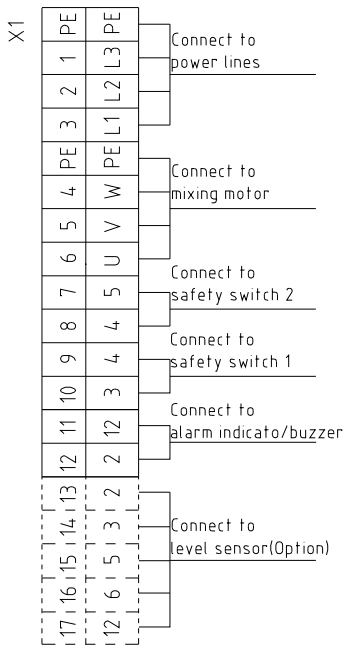 X1
PE PE
1 L3
2 L2
3 L1
Connect to
power lines
PE PE
4 W
5 V
6 U
Connect to
mixing motor
7 5
8 4
Connect to
safety switch 2
9 4
10 3
Connect to
safety switch 1
11 12
12 2
Connect to
alarm indicato/buzzer
13 2
14 3
15 5
16 6
17 12
Connect to
level sensor(Option)